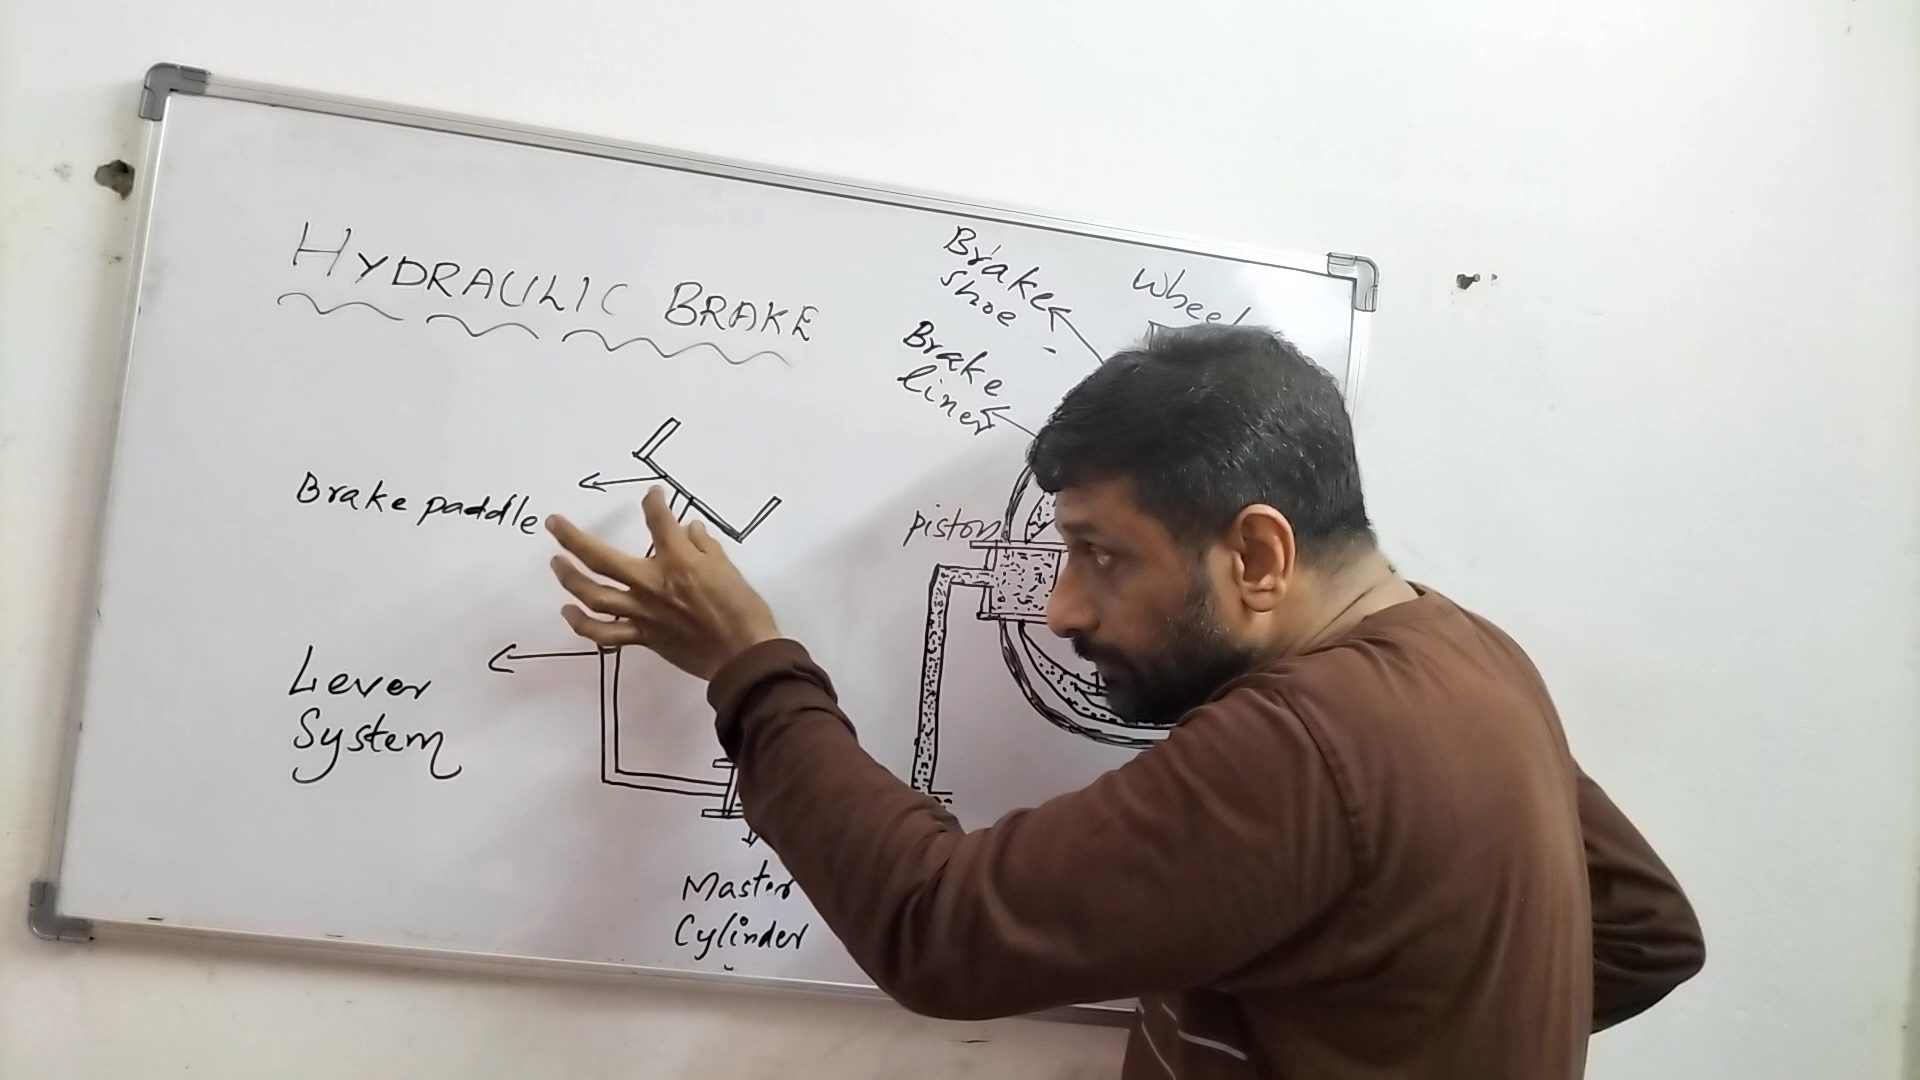 HYDRAULIC BRAKE
Brake
shoe
Wheel
Brake
liner
Brake paddle
piston
Lever
System
Master
Cylinder